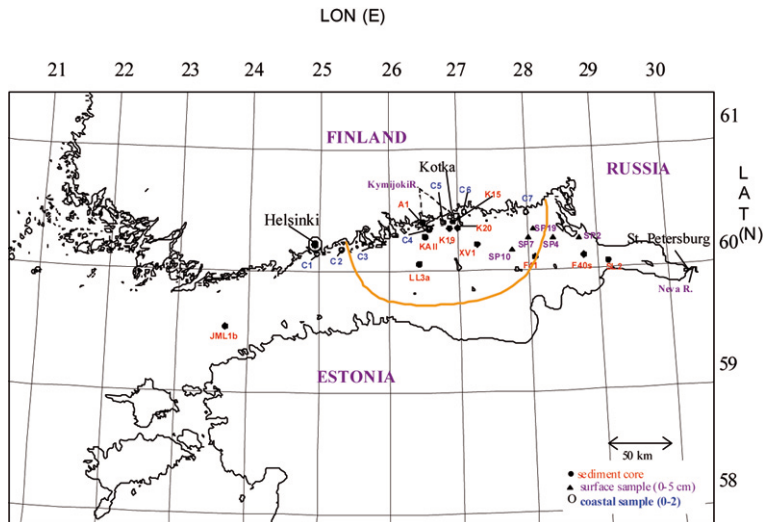 LON (E)
21 22 23 24 25 26 27 28 29 30
61
FINLAND
RUSSIA
Kotka
KymijokiR.
C5
C6
K15
C7
A1
LAT(N)
Helsinki
C4
KAII
K19
K20
SP19
SP2
60
St. Petersburg
C1
C2
C3
XV1
SP7
SP4
SP10
LL3a
F41
F40s
Neva R.
JML1b
59
ESTONIA
50 km
58
sediment core
surface sample (0-5 cm)
coastal sample (0-2)